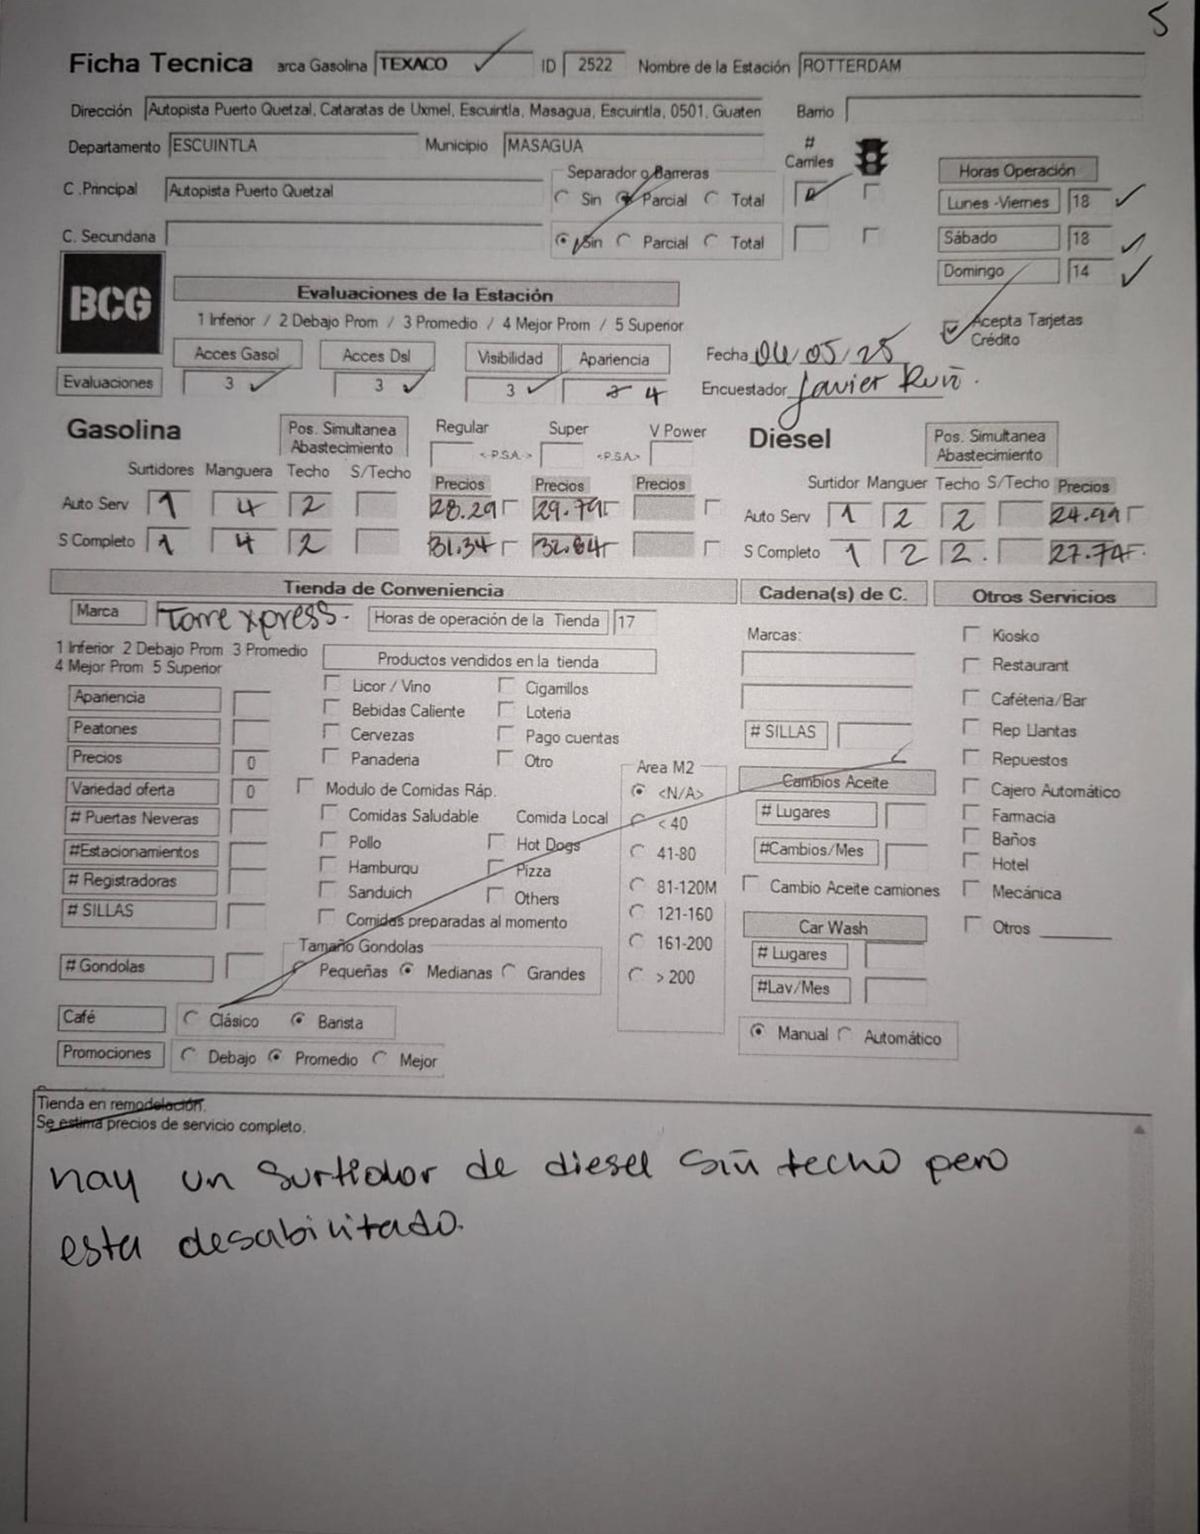 5
Ficha Tecnica arca Gasolina TEXACO ID 2522 Nombre de la Estación ROTTERDAM
Dirección Autopista Puerto Quetzal, Cataratas de Uxmel, Escuintla, Masagua, Escuintla, 0501, Guaten Barrio
Departamento ESCUINTLA Municipio MASAGUA # Carriles
C .Principal Autopista Puerto Quetzal Separador o Barreras Sin Parcial Total
C. Secundaria Sin Parcial Total
Horas Operación
Lunes -Viernes 18
Sábado 18
Domingo 14
BCG
Evaluaciones de la Estación
1 Inferior / 2 Debajo Prom / 3 Promedio / 4 Mejor Prom / 5 Superior
Acepta Tarjetas Crédito
Acces Gasol Acces Dsl Visibilidad Apariencia
Evaluaciones 3 3 3 4
Fecha 04/05/25
Encuestador Javier Ruiz.
Gasolina Pos. Simultanea Abastecimiento Regular Super V Power
<-P.S.A.-> <-P.S.A.->
Surtidores Manguera Techo S/Techo Precios Precios Precios
Auto Serv 1 4 2 28.29 29.79
S Completo 1 4 2 31.34 32.84
Diesel Pos. Simultanea Abastecimiento
Surtidor Manguer Techo S/Techo Precios
Auto Serv 1 2 2 24.99
S Completo 1 2 2. 27.74
Tienda de Conveniencia
Marca Torre xpress. Horas de operación de la Tienda 17
1 Inferior 2 Debajo Prom 3 Promedio
4 Mejor Prom 5 Superior
Apariencia
Peatones
Precios 0
Variedad oferta 0
# Puertas Neveras
#Estacionamientos
# Registradoras
# SILLAS
# Gondolas
Productos vendidos en la tienda
Licor / Vino Cigarrillos
Bebidas Caliente Loteria
Cervezas Pago cuentas
Panaderia Otro
Modulo de Comidas Ráp.
Comidas Saludable Comida Local
Pollo Hot Dogs
Hamburqu Pizza
Sanduich Others
Comidas preparadas al momento
Tamaño Gondolas
Pequeñas Medianas Grandes
Area M2
<N/A>
< 40
41-80
81-120M
121-160
161-200
> 200
Café Clásico Barista
Promociones Debajo Promedio Mejor
Cadena(s) de C.
Marcas:
# SILLAS
Cambios Aceite
# Lugares
#Cambios/Mes
Cambio Aceite camiones
Car Wash
# Lugares
#Lav/Mes
Manual Automático
Otros Servicios
Kiosko
Restaurant
Caféteria/Bar
Rep Llantas
Repuestos
Cajero Automático
Farmacia
Baños
Hotel
Mecánica
Otros
Tienda en remodelación.
Se estima precios de servicio completo.
hay un surtidor de diesel sin techo pero
esta desabilitado.